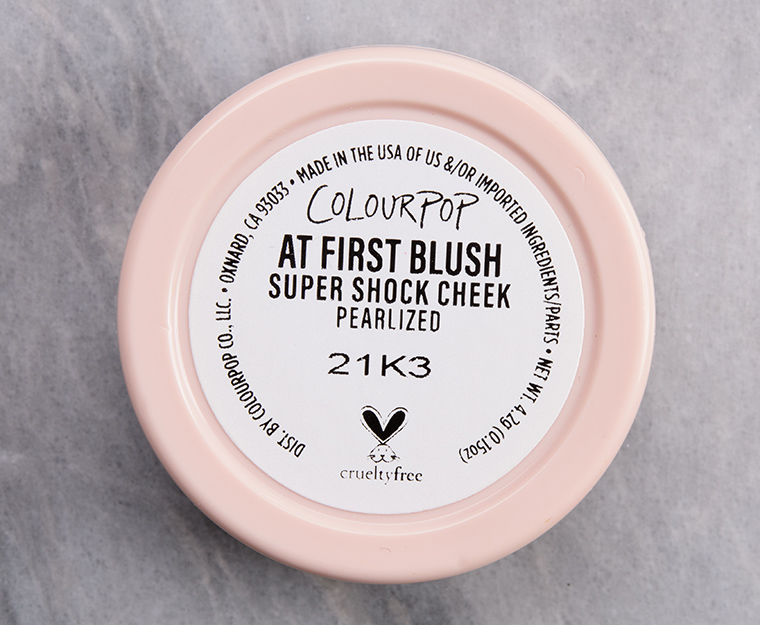 DIST. BY COLOURPOP CO., LLC. • OXNARD, CA 93033 • MADE IN THE USA OF US &/OR IMPORTED INGREDIENTS/PARTS • NET WT. 4.2g (0.15oz)
COLOURPOP
AT FIRST BLUSH
SUPER SHOCK CHEEK
PEARLIZED
21K3
crueltyfree